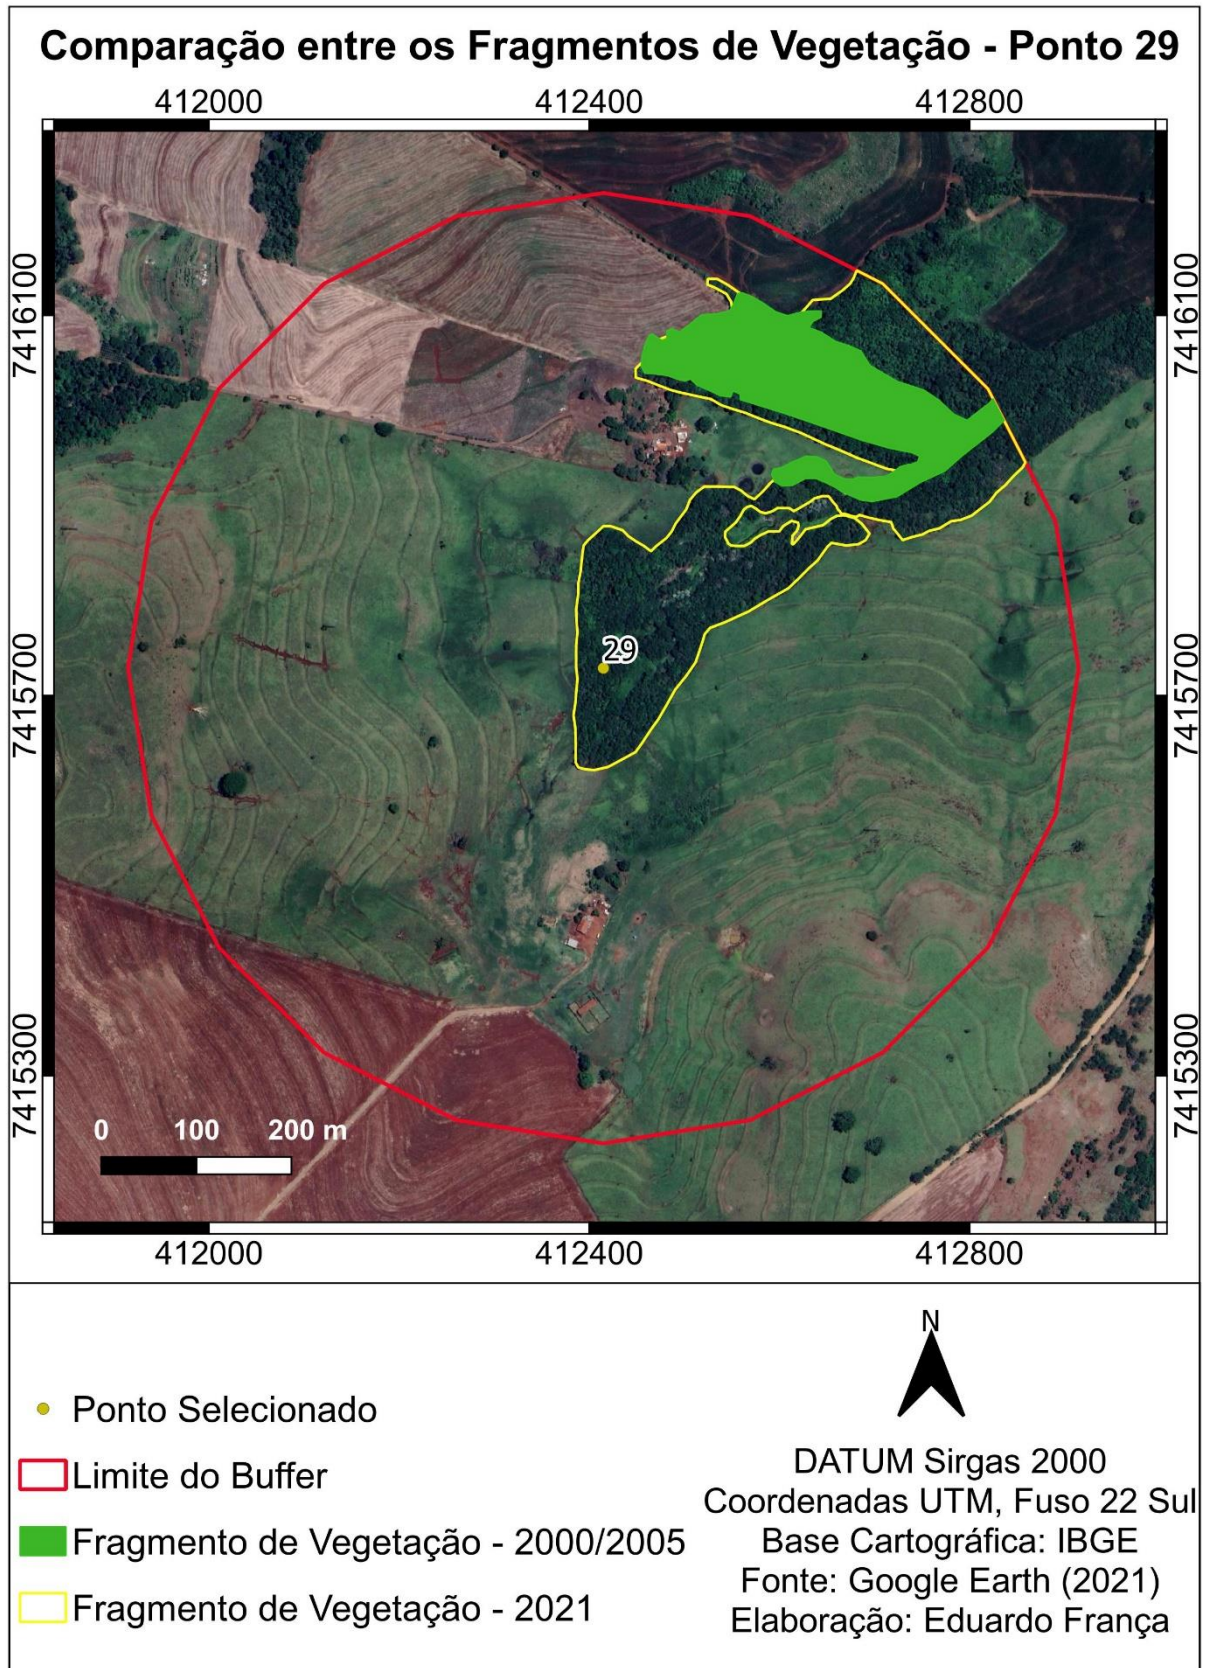 Comparação entre os Fragmentos de Vegetação - Ponto 29
412000 412400 412800
7416100 7416100
29
7415700 7415700
7415300 7415300
0 100 200 m
412000 412400 412800
N
Ponto Selecionado
Limite do Buffer
Fragmento de Vegetação - 2000/2005
Fragmento de Vegetação - 2021
DATUM Sirgas 2000
Coordenadas UTM, Fuso 22 Sul
Base Cartográfica: IBGE
Fonte: Google Earth (2021)
Elaboração: Eduardo França